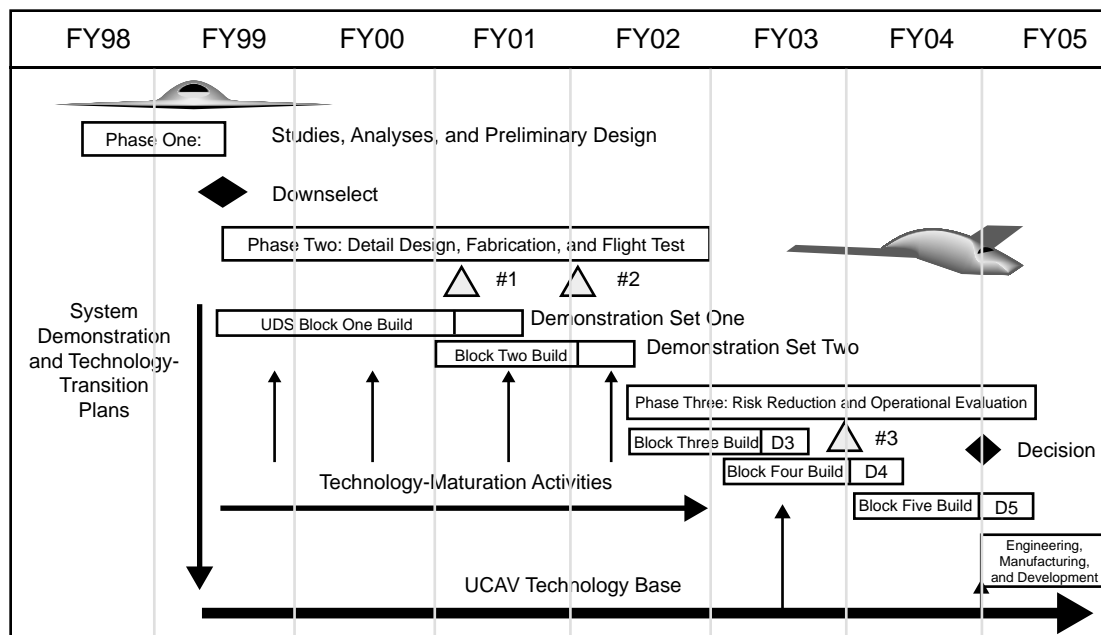 FY98 FY99 FY00 FY01 FY02 FY03 FY04 FY05
Phase One:
Studies, Analyses, and Preliminary Design
Downselect
Phase Two: Detail Design, Fabrication, and Flight Test
#1
#2
System
Demonstration
and Technology-
Transition
Plans
UDS Block One Build
Demonstration Set One
Block Two Build
Demonstration Set Two
Phase Three: Risk Reduction and Operational Evaluation
Block Three Build
D3
#3
Decision
Block Four Build
D4
Technology-Maturation Activities
Block Five Build
D5
Engineering,
Manufacturing,
and Development
UCAV Technology Base